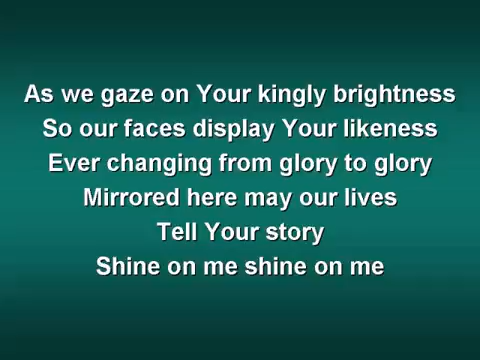 As we gaze on Your kingly brightness
So our faces display Your likeness
Ever changing from glory to glory
Mirrored here may our lives
Tell Your story
Shine on me shine on me